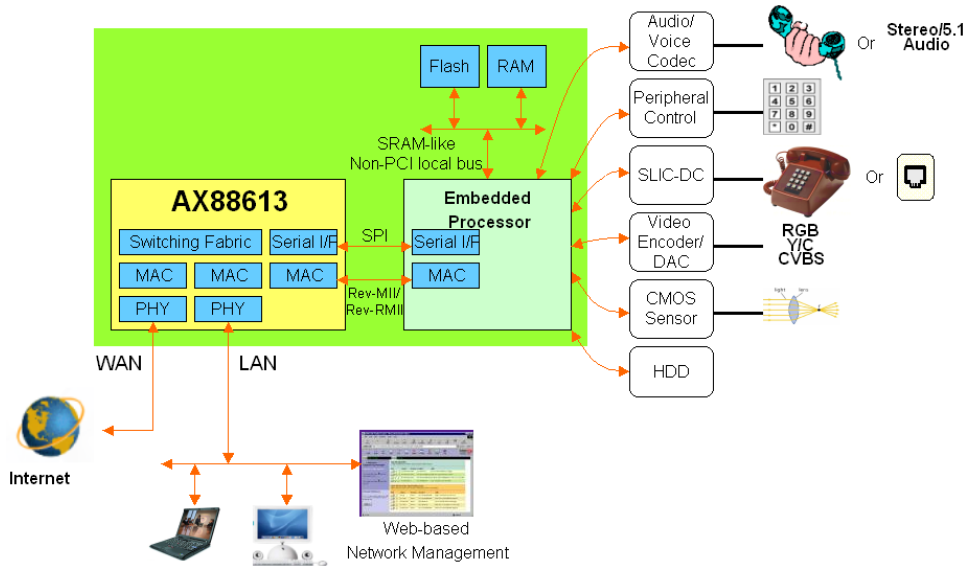 Audio/
Voice
Codec
Or
Stereo/5.1
Audio
Flash
RAM
Peripheral
Control
1 2 3
4 5 6
7 8 9
* 0 #
SRAM-like
Non-PCI local bus
SLIC-DC
Or
AX88613
Embedded
Processor
Switching Fabric
Serial I/F
SPI
Serial I/F
Video
Encoder/
DAC
RGB
Y/C
CVBS
MAC
MAC
MAC
MAC
Rev-MII/
Rev-RMII
PHY
PHY
CMOS
Sensor
light
lens
WAN
LAN
HDD
Internet
Web-based
Network Management